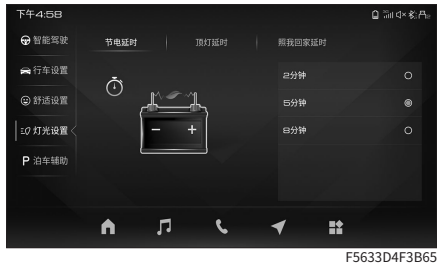 下午4:58
智能驾驶
节电延时 顶灯延时 照我回家延时
行车设置
2分钟
舒适设置
5分钟
灯光设置
8分钟
P 泊车辅助
F5633D4F3B65